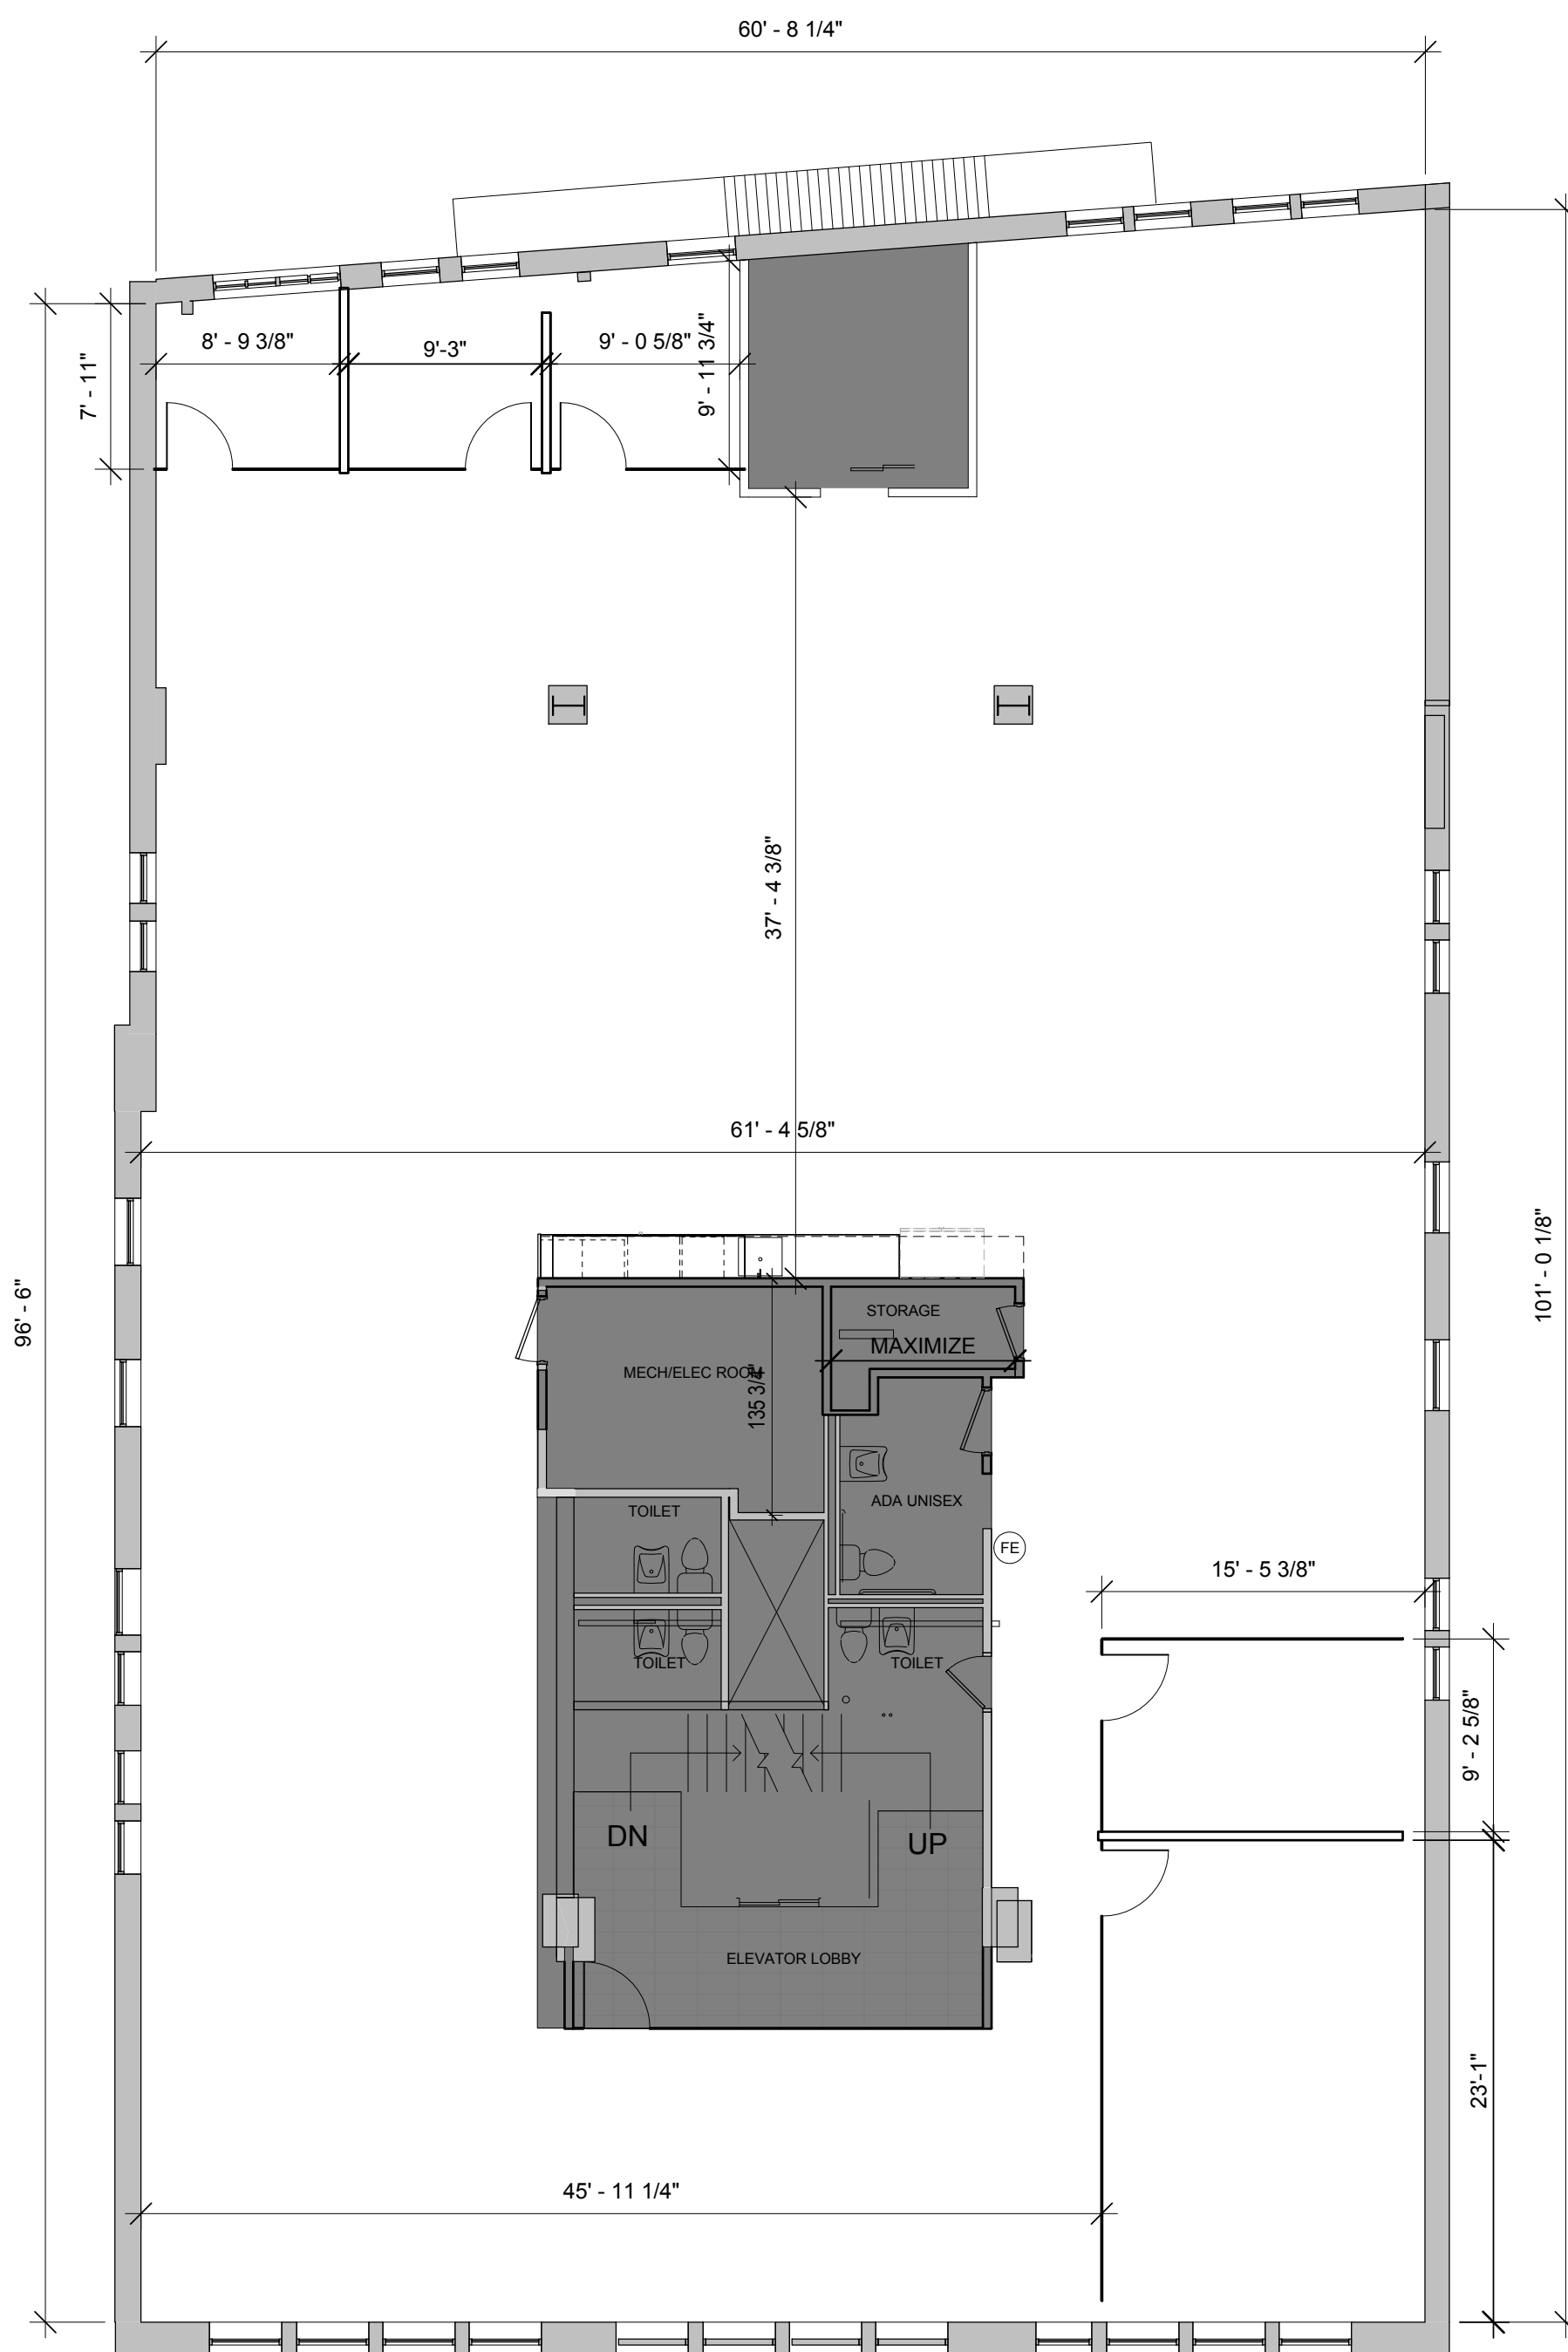 60' - 8 1/4"
8' - 9 3/8"
9'-3"
9' - 0 5/8"
9' - 11 3/4"
7' - 11"
37' - 4 3/8"
61' - 4 5/8"
96' - 6"
101' - 0 1/8"
STORAGE
MAXIMIZE
MECH/ELEC ROOM
135 3/4"
ADA UNISEX
TOILET
FE
15' - 5 3/8"
TOILET
TOILET
9' - 2 5/8"
DN
UP
ELEVATOR LOBBY
23'-1"
45' - 11 1/4"